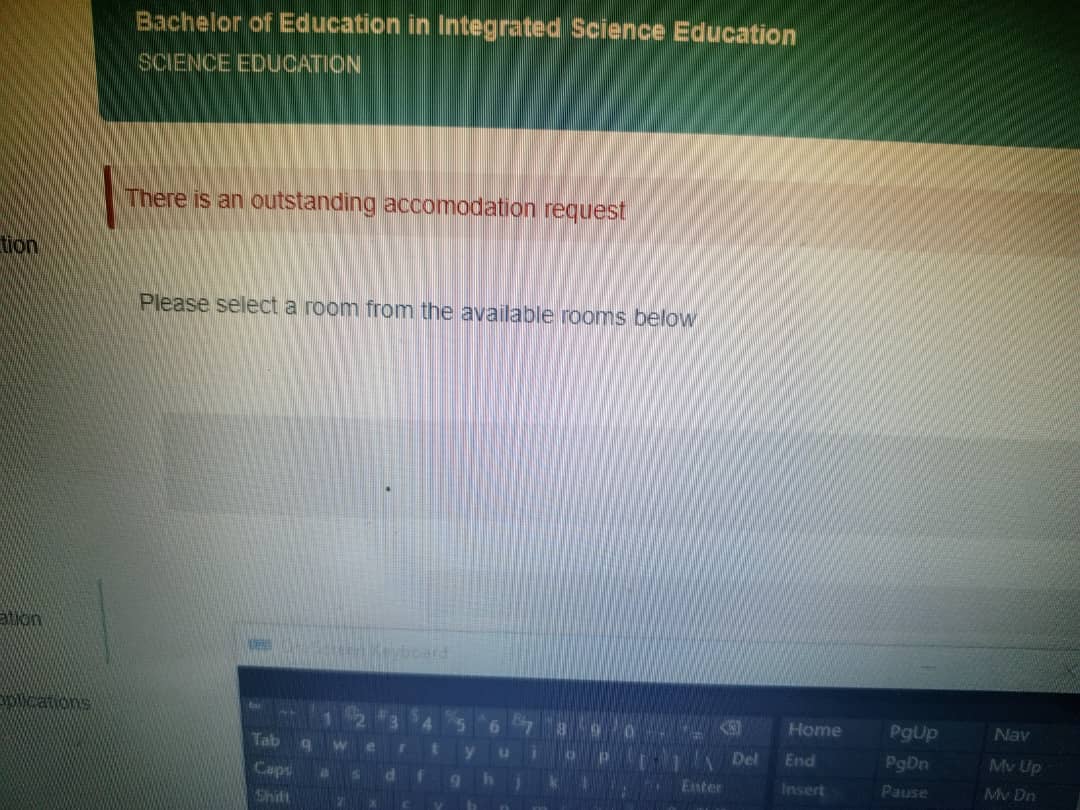 Bachelor of Education in Integrated Science Education
SCIENCE EDUCATION
There is an outstanding accomodation request
tion
Please select a room from the available rooms below
ation
Keyboard
1 2 3 4 5 6 7 8 9 0 Home PgUp Nav
Tab q w e r t y u i o p [ ] \ Del End PgDn Mv Up
Caps a s d f g h j k l ; Enter Insert Pause Mv Dn
Shift z x c v b n m